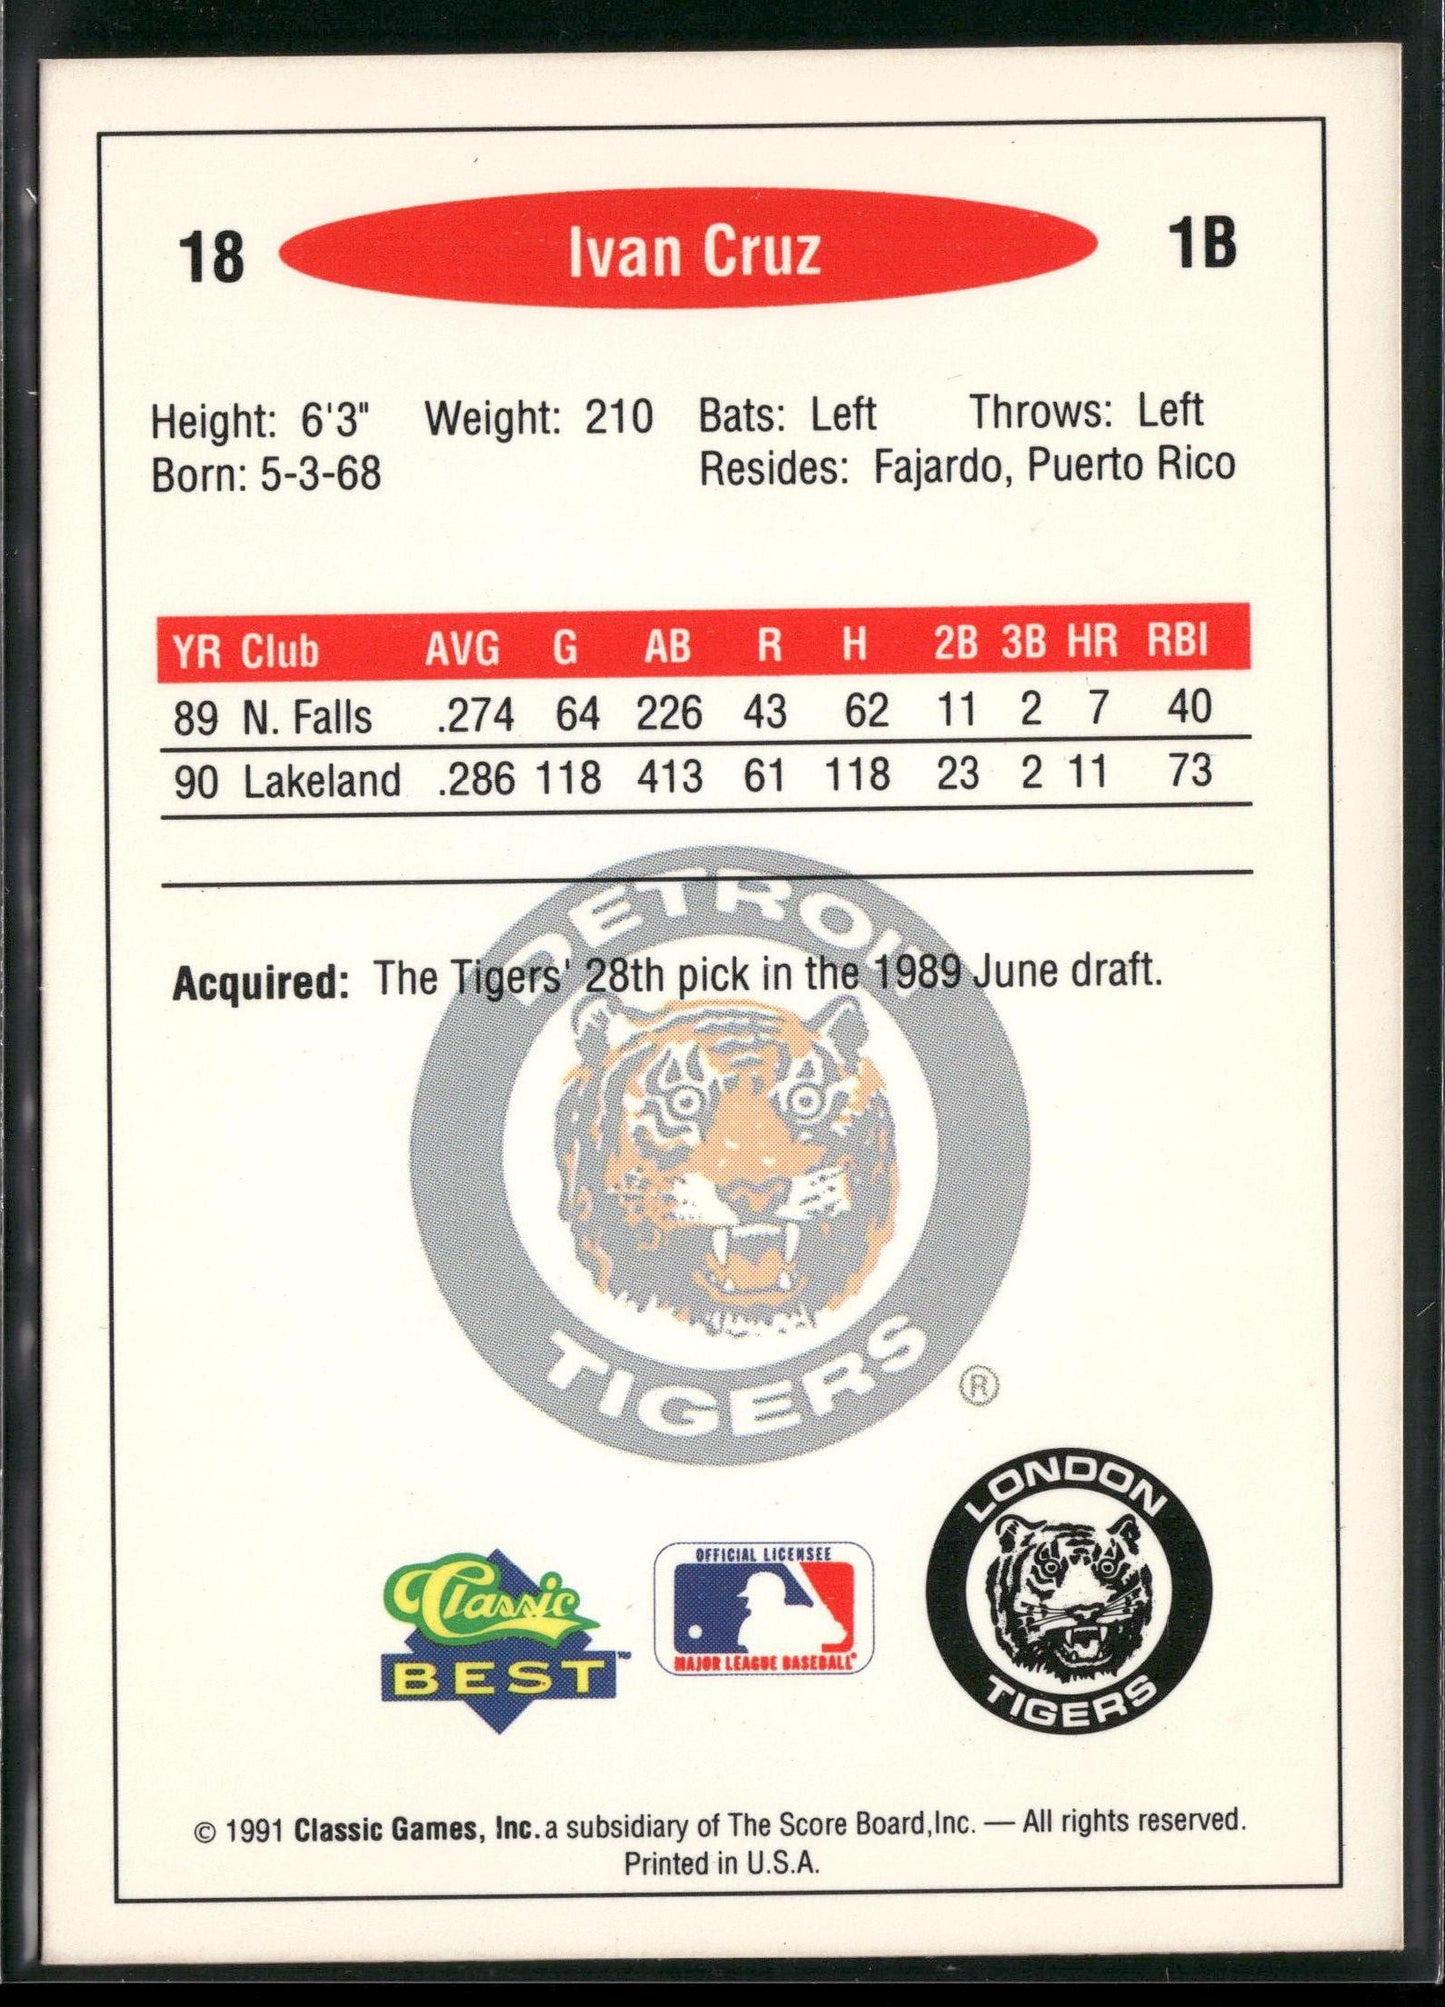 18 Ivan Cruz 1B
Height: 6'3" Weight: 210 Bats: Left Throws: Left
Born: 5-3-68 Resides: Fajardo, Puerto Rico
YR Club AVG G AB R H 2B 3B HR RBI
89 N. Falls .274 64 226 43 62 11 2 7 40
90 Lakeland .286 118 413 61 118 23 2 11 73
DETROIT
Acquired: The Tigers' 28th pick in the 1989 June draft.
TIGERS
®
LONDON
TIGERS
Classic
BEST™
OFFICIAL LICENSEE
MAJOR LEAGUE BASEBALL®
© 1991 Classic Games, Inc. a subsidiary of The Score Board,Inc. — All rights reserved.
Printed in U.S.A.